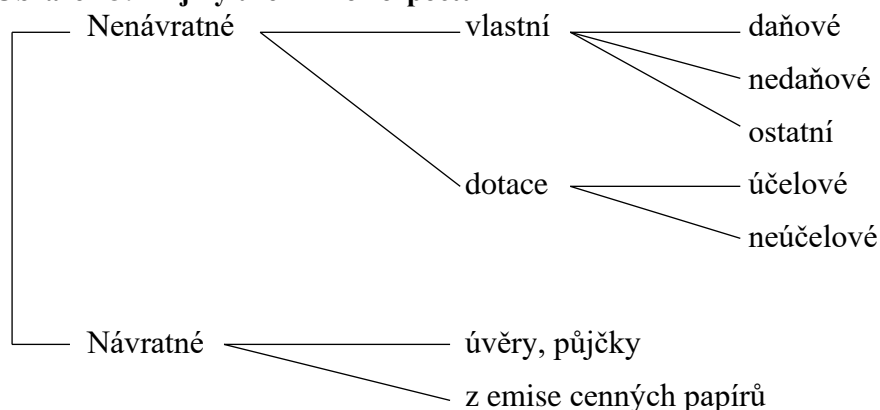 Nenávratné vlastní daňové
nedaňové
ostatní
dotace účelové
neúčelové
Návratné úvěry, půjčky
z emise cenných papírů